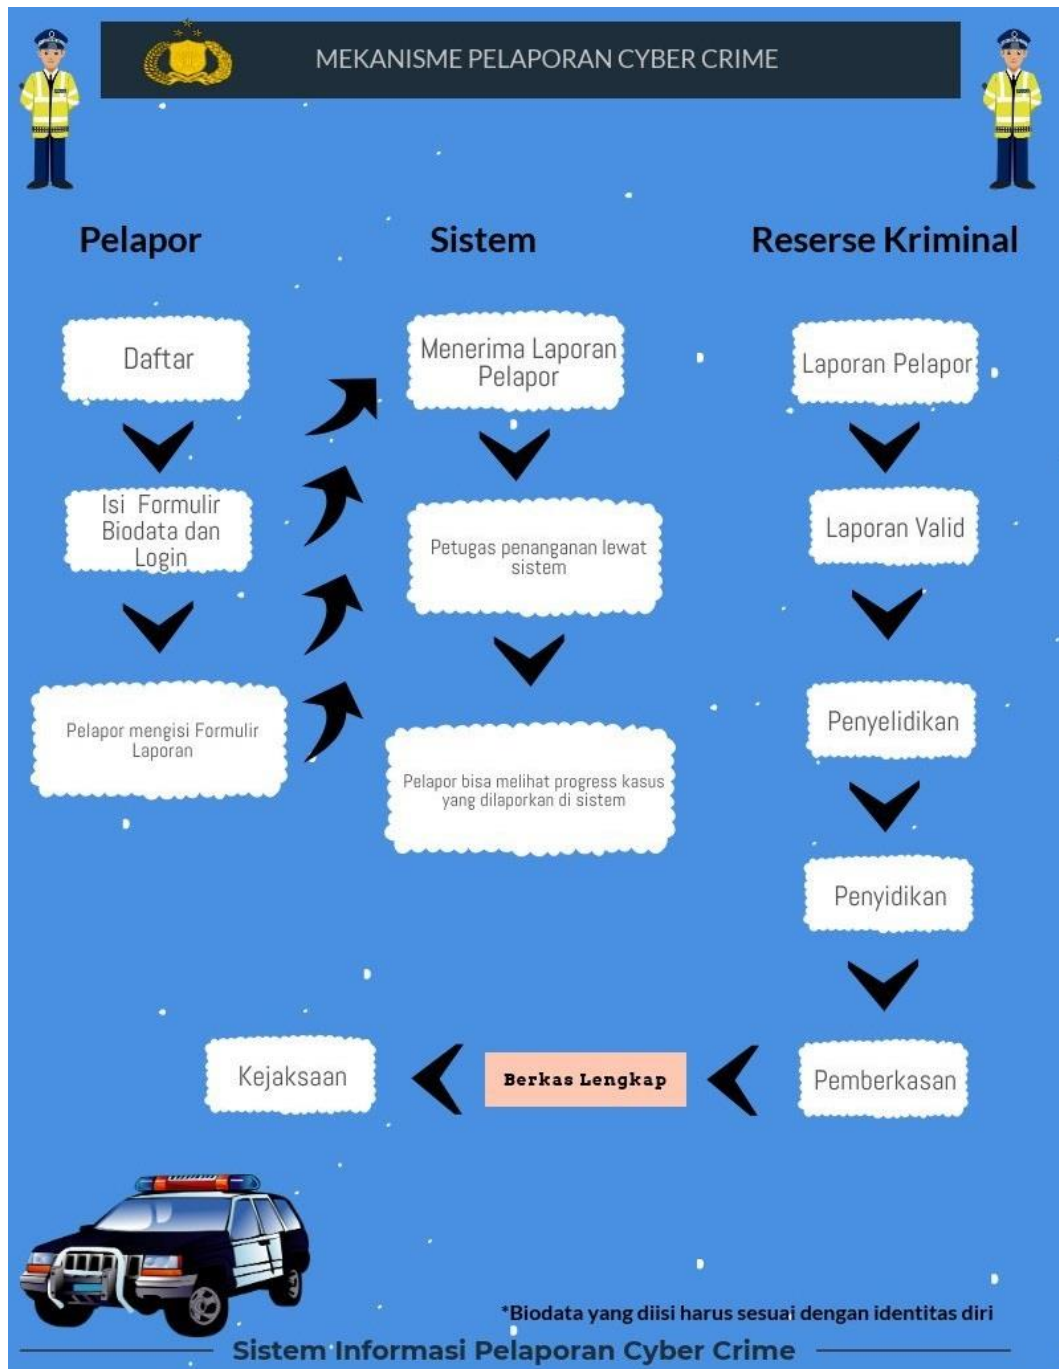 MEKANISME PELAPORAN CYBER CRIME
Pelapor
Daftar
Isi Formulir
Biodata dan
Login
Pelapor mengisi Formulir
Laporan
Sistem
Menerima Laporan
Pelapor
Petugas penanganan lewat
sistem
Pelapor bisa melihat progress kasus
yang dilaporkan di sistem
Reserse Kriminal
Laporan Pelapor
Laporan Valid
Penyelidikan
Penyidikan
Pemberkasan
Berkas Lengkap
Kejaksaan
*Biodata yang diisi harus sesuai dengan identitas diri
Sistem Informasi Pelaporan Cyber Crime